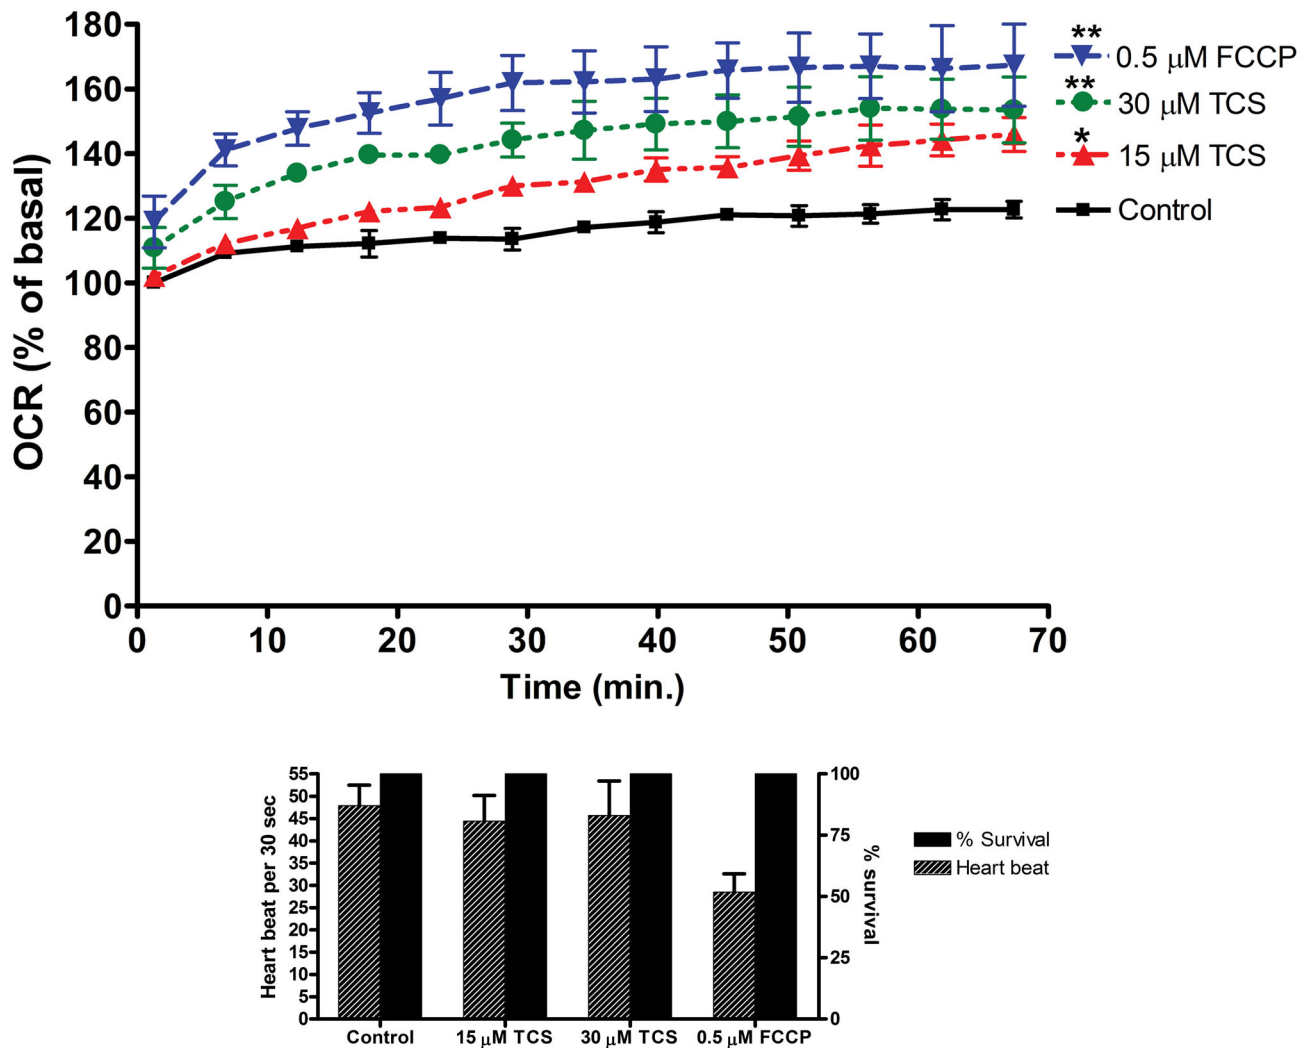 180
160
140
120
100
80
60
40
20
0
OCR (% of basal)
0 10 20 30 40 50 60 70
Time (min.)
**
0.5 μM FCCP
**
30 μM TCS
*
15 μM TCS
Control
55
50
45
40
35
30
25
20
15
10
5
0
Heart beat per 30 sec
100
75
50
25
0
% survival
Control 15 μM TCS 30 μM TCS 0.5 μM FCCP
% Survival
Heart beat